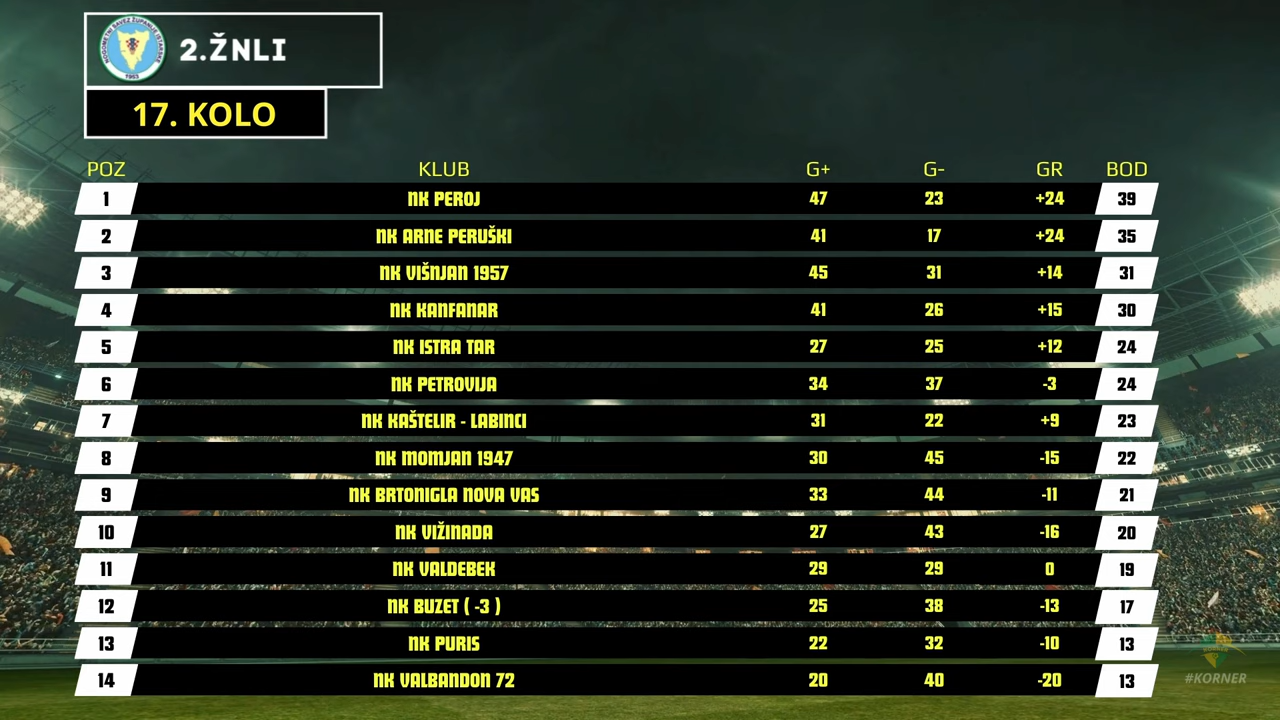 NOGOMETNI SAVEZ ŽUPANIJE ISTARSKE
1963
2.ŽNLI
17. KOLO
POZ KLUB G+ G- GR BOD
1 NK PEROJ 47 23 +24 39
2 NK ARNE PERUŠKI 41 17 +24 35
3 NK VIŠNJAN 1957 45 31 +14 31
4 NK KANFANAR 41 26 +15 30
5 NK ISTRA TAR 27 25 +12 24
6 NK PETROVIJA 34 37 -3 24
7 NK KAŠTELIR - LABINCI 31 22 +9 23
8 NK MOMJAN 1947 30 45 -15 22
9 NK BRTONIGLA NOVA VAS 33 44 -11 21
10 NK VIŽINADA 27 43 -16 20
11 NK VALDEBEK 29 29 0 19
12 NK BUZET ( -3 ) 25 38 -13 17
13 NK PURIS 22 32 -10 13
14 NK VALBANDON 72 20 40 -20 13
KORNER
#KORNER